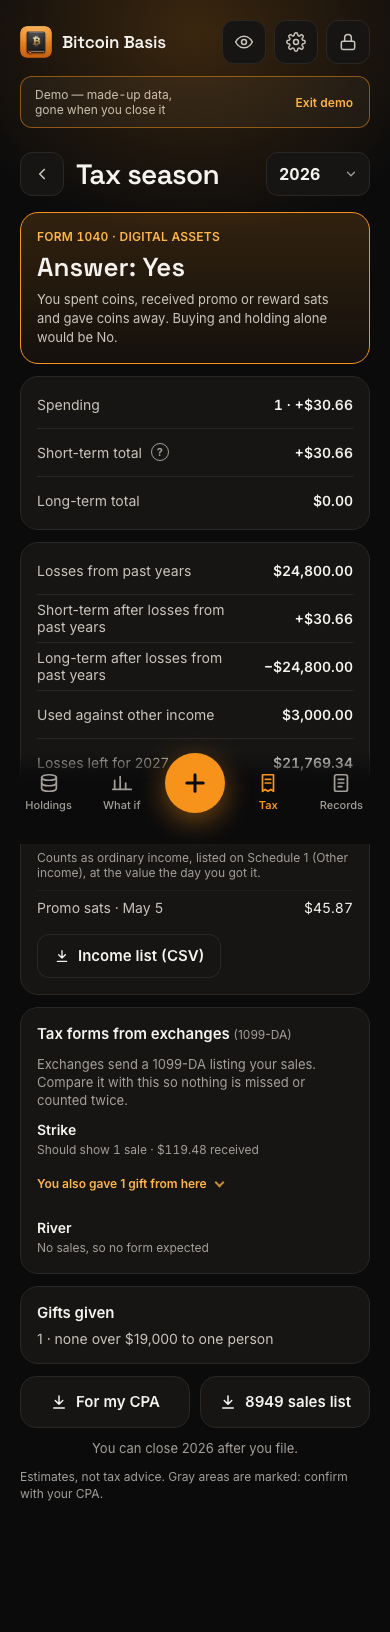 Bitcoin Basis
Demo — made-up data,
gone when you close it
Exit demo
Tax season
2026
FORM 1040 · DIGITAL ASSETS
Answer: Yes
You spent coins, received promo or reward sats
and gave coins away. Buying and holding alone
would be No.
Spending 1 · +$30.66
Short-term total ? +$30.66
Long-term total $0.00
Losses from past years $24,800.00
Short-term after losses from
past years +$30.66
Long-term after losses from
past years −$24,800.00
Used against other income $3,000.00
Losses left for 2027 $21,769.34
Holdings What if Tax Records
Counts as ordinary income, listed on Schedule 1 (Other
income), at the value the day you got it.
Promo sats · May 5 $45.87
Income list (CSV)
Tax forms from exchanges (1099-DA)
Exchanges send a 1099-DA listing your sales.
Compare it with this so nothing is missed or
counted twice.
Strike
Should show 1 sale · $119.48 received
You also gave 1 gift from here
River
No sales, so no form expected
Gifts given
1 · none over $19,000 to one person
For my CPA
8949 sales list
You can close 2026 after you file.
Estimates, not tax advice. Gray areas are marked: confirm
with your CPA.